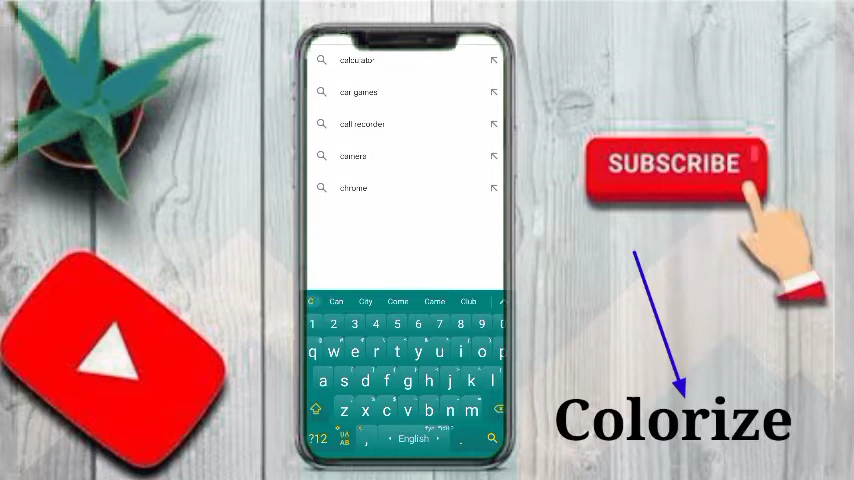 calculator
car games
call recorder
camera
chrome
C Can City Come Came Club
1 2 3 4 5 6 7 8 9 0
q w e r t y u i o p
a s d f g h j k l
z x c v b n m
?12 , English .
SUBSCRIBE
Colorize